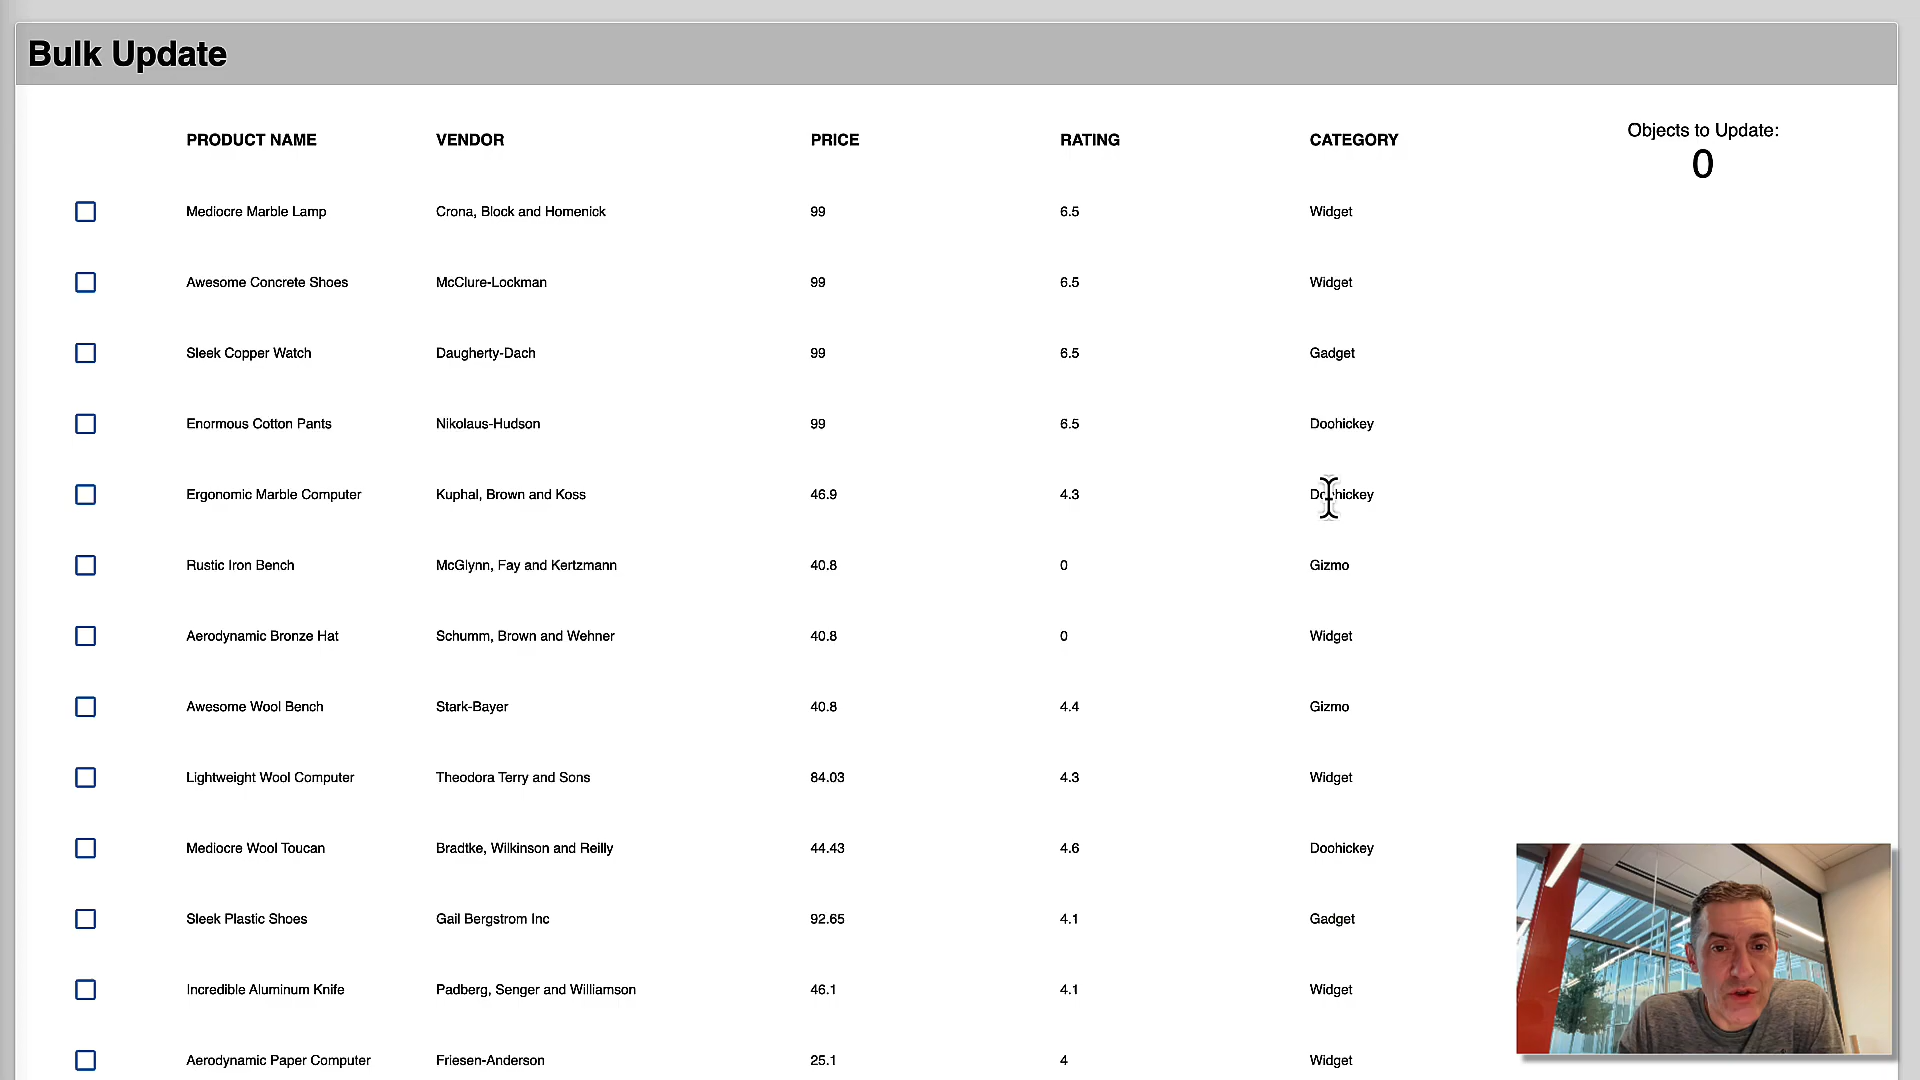 Bulk Update
PRODUCT NAME VENDOR PRICE RATING CATEGORY
Objects to Update:
0
Mediocre Marble Lamp Crona, Block and Homenick 99 6.5 Widget
Awesome Concrete Shoes McClure-Lockman 99 6.5 Widget
Sleek Copper Watch Daugherty-Dach 99 6.5 Gadget
Enormous Cotton Pants Nikolaus-Hudson 99 6.5 Doohickey
Ergonomic Marble Computer Kuphal, Brown and Koss 46.9 4.3 Doohickey
Rustic Iron Bench McGlynn, Fay and Kertzmann 40.8 0 Gizmo
Aerodynamic Bronze Hat Schumm, Brown and Wehner 40.8 0 Widget
Awesome Wool Bench Stark-Bayer 40.8 4.4 Gizmo
Lightweight Wool Computer Theodora Terry and Sons 84.03 4.3 Widget
Mediocre Wool Toucan Bradtke, Wilkinson and Reilly 44.43 4.6 Doohickey
Sleek Plastic Shoes Gail Bergstrom Inc 92.65 4.1 Gadget
Incredible Aluminum Knife Padberg, Senger and Williamson 46.1 4.1 Widget
Aerodynamic Paper Computer Friesen-Anderson 25.1 4 Widget